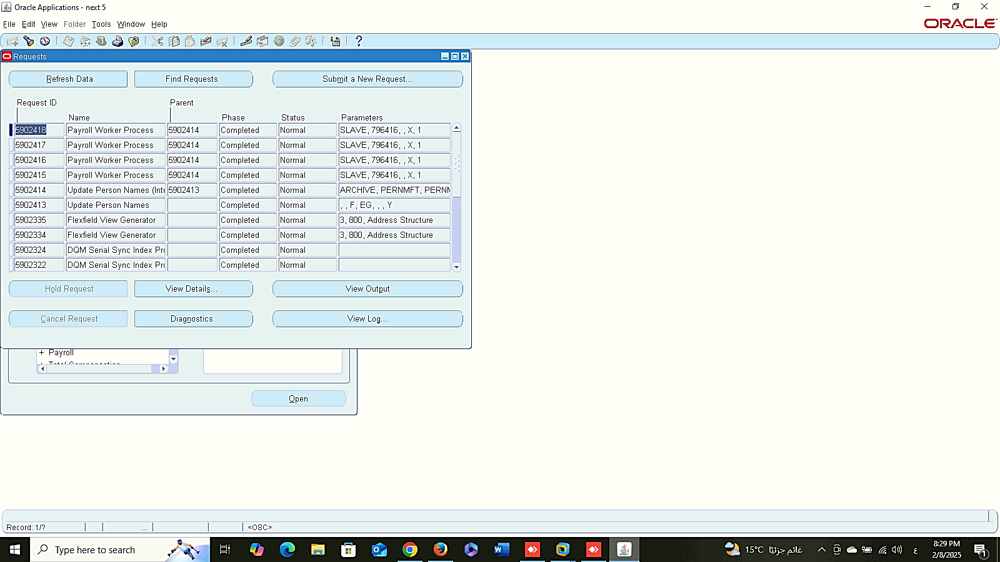 Oracle Applications - next 5
File Edit View Folder Tools Window Help
ORACLE
Requests
Refresh Data Find Requests Submit a New Request...
Request ID Parent
Name Phase Status Parameters
5902418 Payroll Worker Process 5902414 Completed Normal SLAVE, 796416, , X, 1
5902417 Payroll Worker Process 5902414 Completed Normal SLAVE, 796416, , X, 1
5902416 Payroll Worker Process 5902414 Completed Normal SLAVE, 796416, , X, 1
5902415 Payroll Worker Process 5902414 Completed Normal SLAVE, 796416, , X, 1
5902414 Update Person Names (Inte 5902413 Completed Normal ARCHIVE, PERNMFT, PERNM
5902413 Update Person Names Completed Normal , , F, EG, , , Y
5902335 Flexfield View Generator Completed Normal 3, 800, Address Structure
5902334 Flexfield View Generator Completed Normal 3, 800, Address Structure
5902324 DQM Serial Sync Index Pro Completed Normal
5902322 DQM Serial Sync Index Pro Completed Normal
Hold Request View Details... View Output
Cancel Request Diagnostics View Log...
+ Payroll
+ Total Compensation
Open
Record: 1/? ... <OSC>
Type here to search 15°C غائم جزئيًا ع 8:29 PM
2/8/2025 1